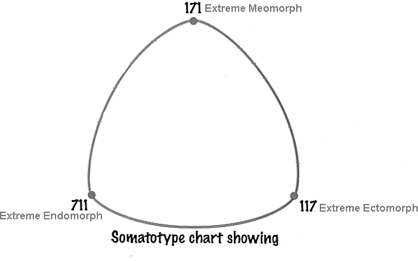 171 Extreme Meomorph
711
Extreme Endomorph
117 Extreme Ectomorph
Somatotype chart showing